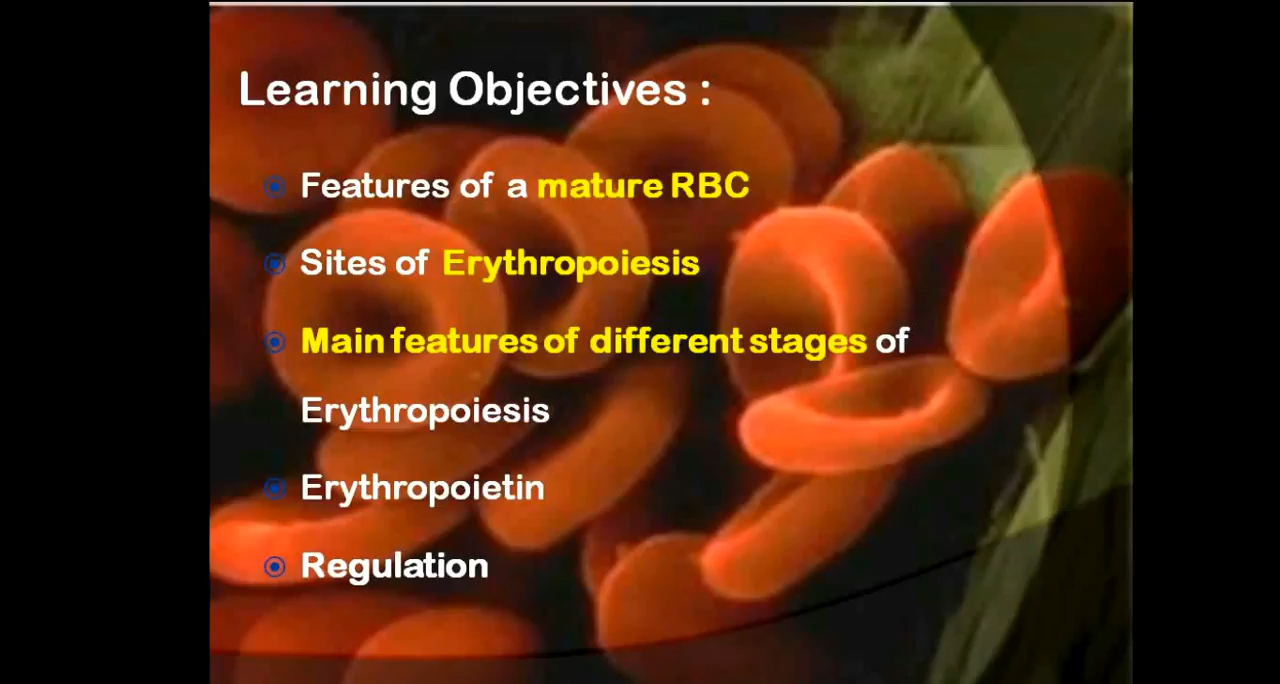 Learning Objectives :
Features of a mature RBC
Sites of Erythropoiesis
Main features of different stages of
Erythropoiesis
Erythropoietin
Regulation